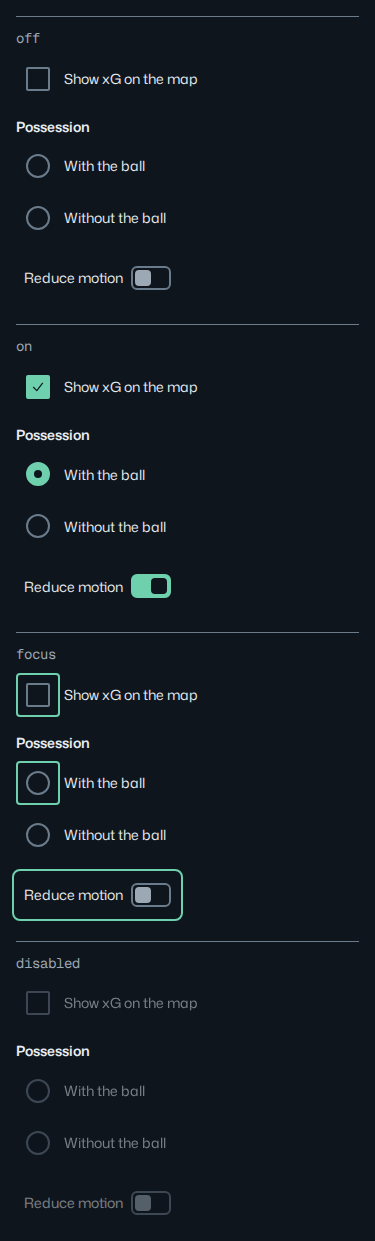 off
Show xG on the map
Possession
With the ball
Without the ball
Reduce motion
on
Show xG on the map
Possession
With the ball
Without the ball
Reduce motion
focus
Show xG on the map
Possession
With the ball
Without the ball
Reduce motion
disabled
Show xG on the map
Possession
With the ball
Without the ball
Reduce motion